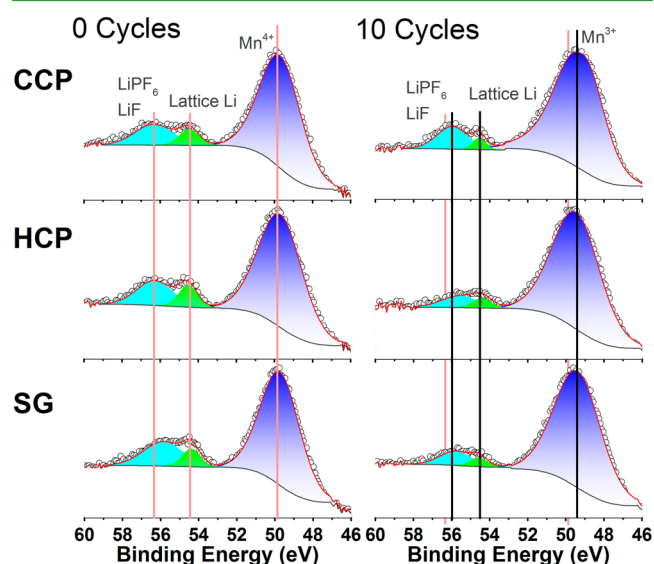 0 Cycles
10 Cycles
CCP
LiPF₆
LiF
Lattice Li
Mn⁴⁺
LiPF₆
LiF
Lattice Li
Mn³⁺
HCP
SG
60 58 56 54 52 50 48 46
Binding Energy (eV)
60 58 56 54 52 50 48 46
Binding Energy (eV)